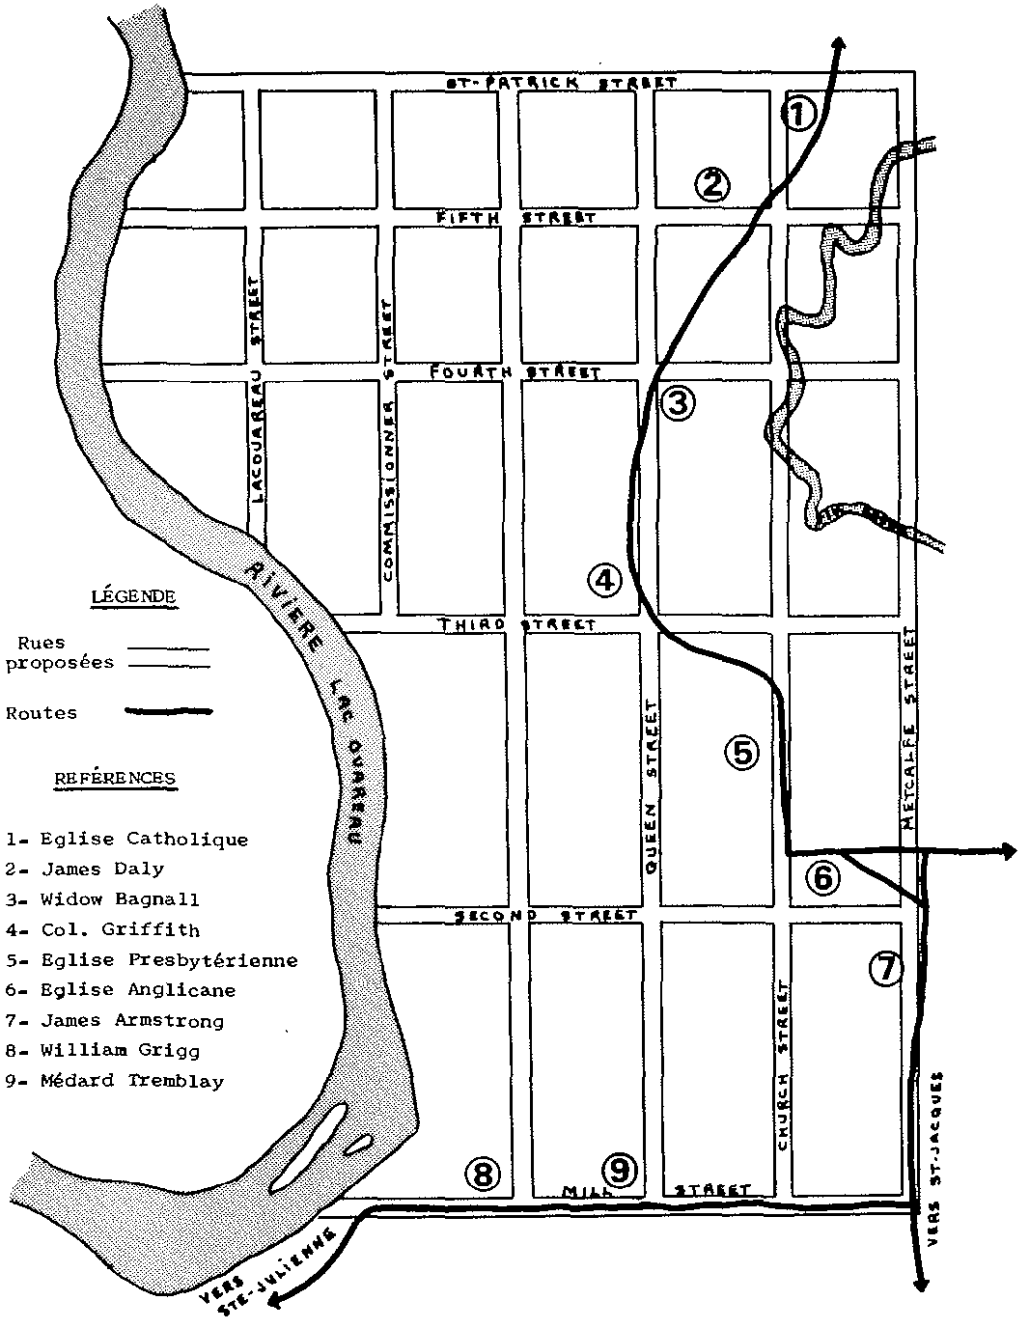 ST-PATRICK STREET
1
2
FIFTH STREET
LACOUAREAU STREET
COMMISSIONNER STREET
FOURTH STREET
3
4
RIVIERE LAC OUAREAU
THIRD STREET
LÉGENDE
Rues
proposées
Routes
REFÉRENCES
1- Eglise Catholique
2- James Daly
3- Widow Bagnall
4- Col. Griffith
5- Eglise Presbytérienne
6- Eglise Anglicane
7- James Armstrong
8- William Grigg
9- Médard Tremblay
QUEEN STREET
5
METCALFE STREET
6
SECOND STREET
7
CHURCH STREET
8
9
MILL STREET
VERS ST-JACQUES
VERS
STE-JULIENNE